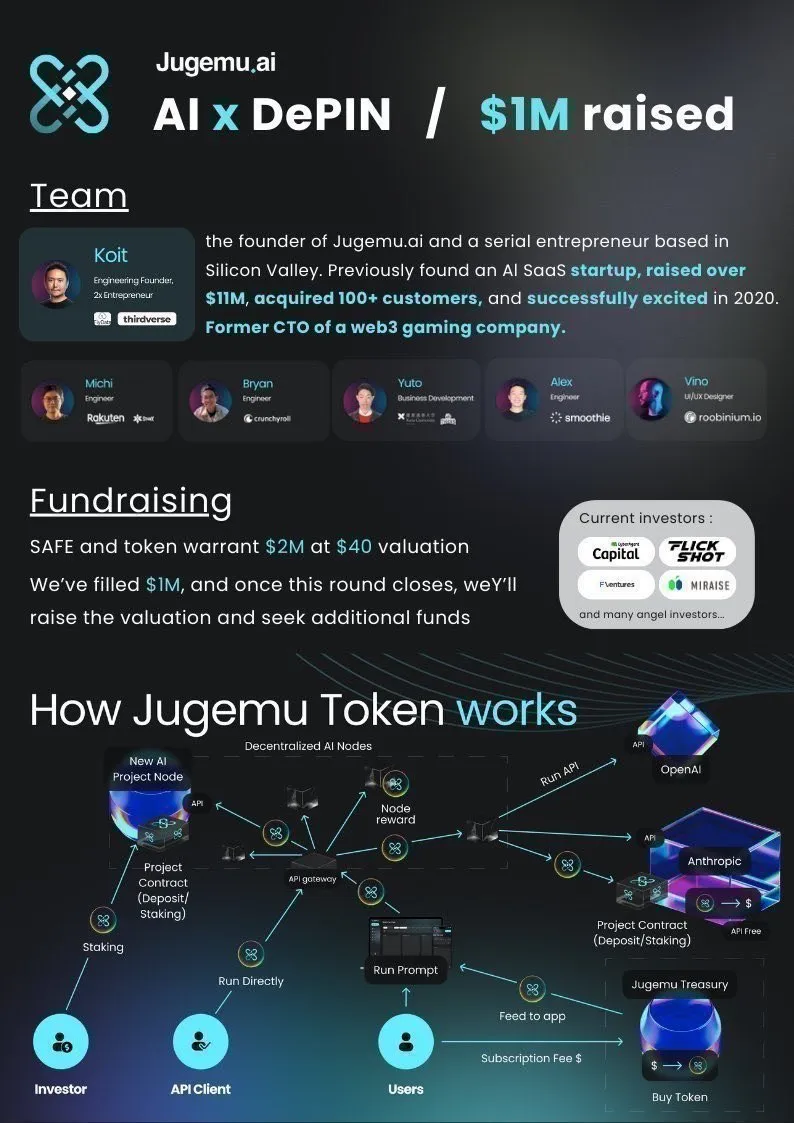 Jugemu.ai
AI x DePIN / $1M raised
Team
Koit
Engineering Founder,
2x Entrepreneur
thirdverse
the founder of Jugemu.ai and a serial entrepreneur based in
Silicon Valley. Previously found an AI SaaS startup, raised over
$11M, acquired 100+ customers, and successfully excited in 2020.
Former CTO of a web3 gaming company.
Michi
Engineer
Rakuten
Bryan
Engineer
crunchyroll
Yuto
Business Development
Alex
Engineer
smoothie
Vino
UI/UX Designer
roobinium.io
Fundraising
SAFE and token warrant $2M at $40 valuation
We've filled $1M, and once this round closes, weY'll
raise the valuation and seek additional funds
Current investors :
CyberAgent
Capital
FLICK
SHOT
F Ventures
MIRAISE
and many angel investors...
How Jugemu Token works
Decentralized AI Nodes
New AI
Project Node
API
Node
reward
API gateway
Run API
API
OpenAI
API
Anthropic
$
API Free
Project
Contract
(Deposit/
Staking)
Project Contract
(Deposit/Staking)
Staking
Run Directly
Run Prompt
Feed to app
Subscription Fee $
Jugemu Treasury
$
Buy Token
Investor
API Client
Users